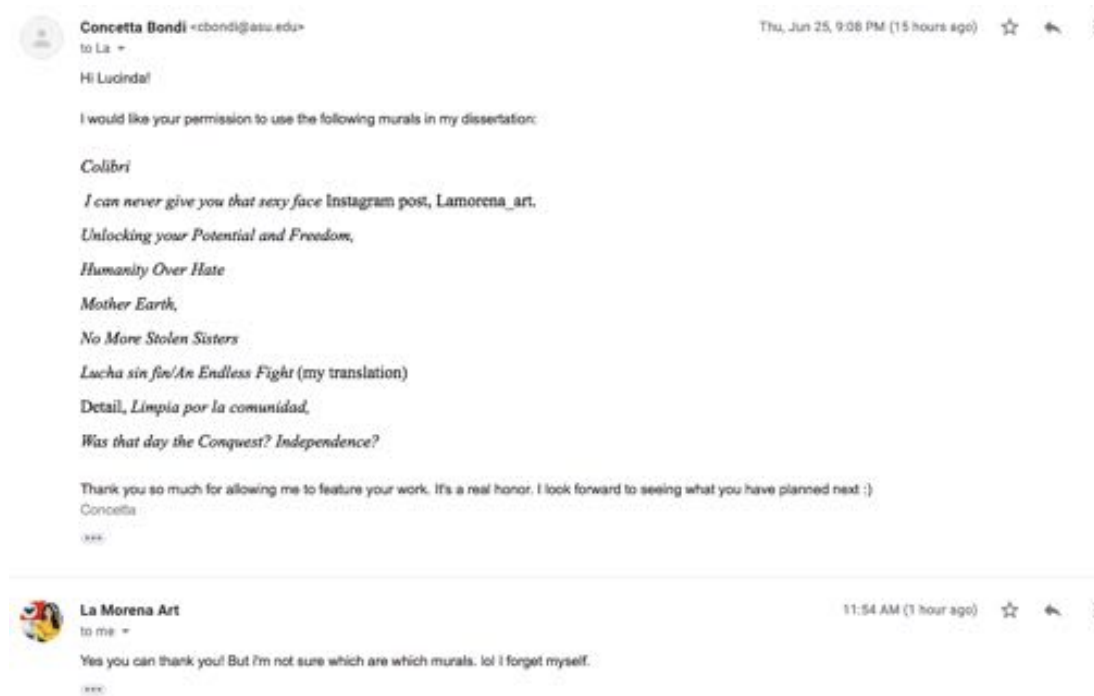 Concetta Bondi <cbondi@asu.edu>
Thu, Jun 25, 9:08 PM (15 hours ago)
to La
Hi Lucinda!
I would like your permission to use the following murals in my dissertation:
Colibri
I can never give you that sexy face Instagram post, Lamorena_art.
Unlocking your Potential and Freedom,
Humanity Over Hate
Mother Earth,
No More Stolen Sisters
Lucha sin fin/An Endless Fight (my translation)
Detail, Limpia por la comunidad,
Was that day the Conquest? Independence?
Thank you so much for allowing me to feature your work. It's a real honor. I look forward to seeing what you have planned next :)
Concetta
La Morena Art
11:54 AM (1 hour ago)
to me
Yes you can thank you! But i'm not sure which are which murals. lol I forget myself.